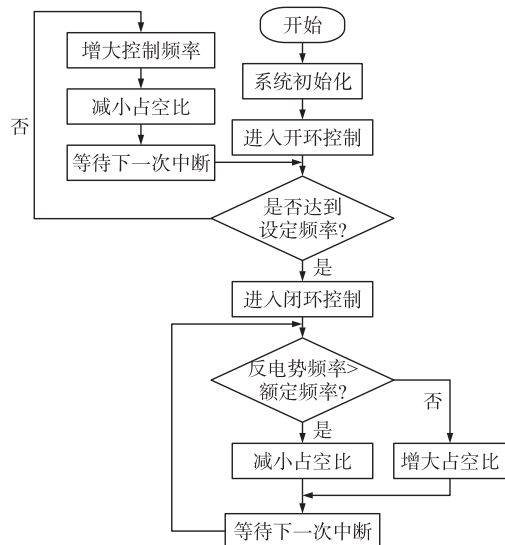 开始
增大控制频率
系统初始化
减小占空比
否
进入开环控制
等待下一次中断
是否达到
设定频率?
是
进入闭环控制
反电势频率>
额定频率?
否
是
减小占空比
增大占空比
等待下一次中断